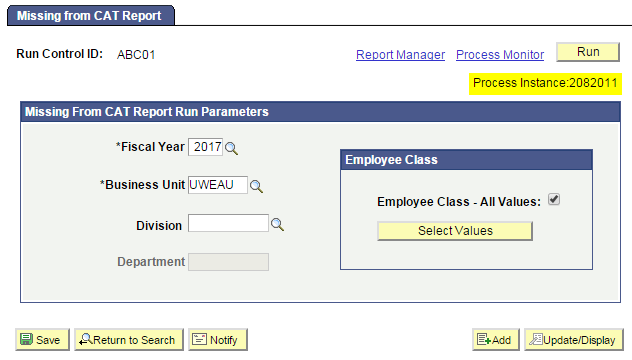 Missing from CAT Report
Run Control ID: ABC01 Report Manager Process Monitor Run
Process Instance:2082011
Missing From CAT Report Run Parameters
*Fiscal Year 2017
*Business Unit UWEAU
Division
Department
Employee Class
Employee Class - All Values:
Select Values
Save Return to Search Notify Add Update/Display